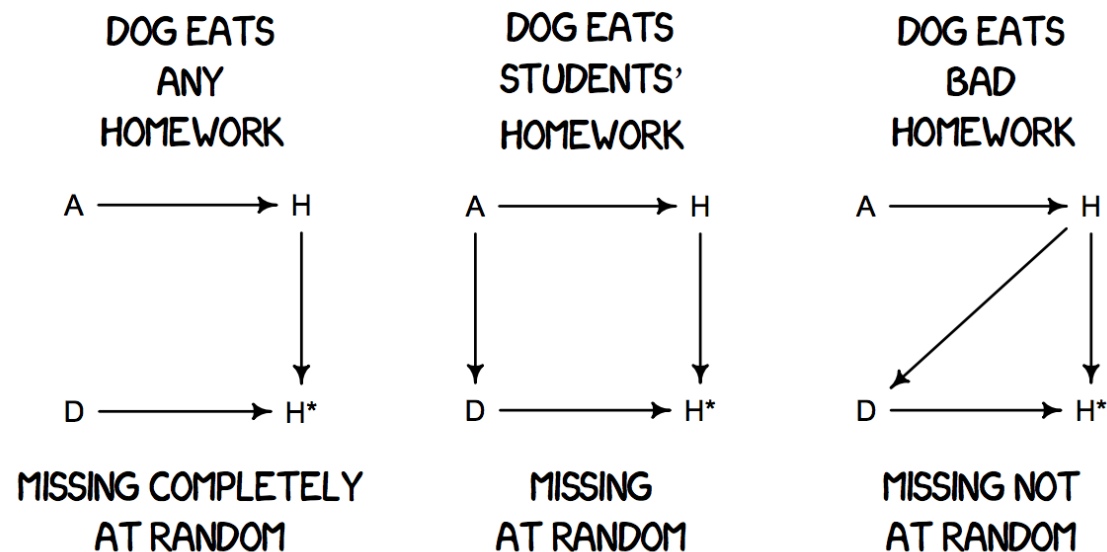 DOG EATS
ANY
HOMEWORK
A H
D H*
MISSING COMPLETELY
AT RANDOM
DOG EATS
STUDENTS'
HOMEWORK
A H
D H*
MISSING
AT RANDOM
DOG EATS
BAD
HOMEWORK
A H
D H*
MISSING NOT
AT RANDOM